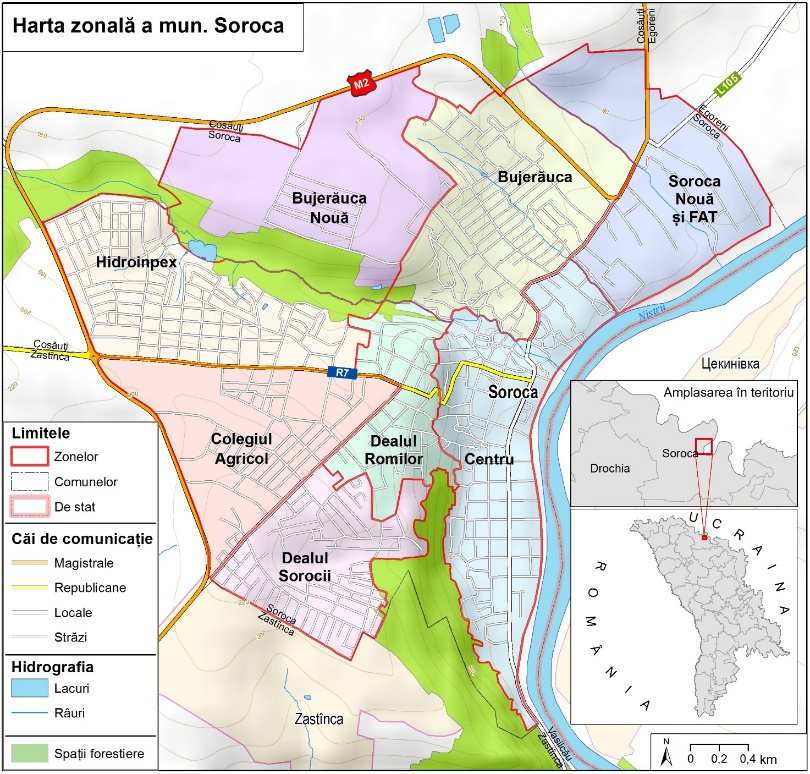 Harta zonală a mun. Soroca
Cosăuți
Egoreni
M2
L105
Egoreni
Soroca
Cosăuți
Soroca
Bujerăuca
Bujerăuca
Nouă
Soroca
Nouă
și FAT
Hidroinpex
Nistru
Cosăuți
Zastînca
R7
Цекинівка
Soroca
Colegiul
Agricol
Dealul
Romilor
Centru
Dealul
Sorocii
Soroca
Zastînca
Zastînca
Vasilcău
Zastînca
Limitele
Zonelor
Comunelor
De stat
Căi de comunicație
Magistrale
Republicane
Locale
Străzi
Hidrografia
Lacuri
Râuri
Spații forestiere
Amplasarea în teritoriu
Soroca
Drochia
UCRAINA
ROMÂNIA
N
0 0,2 0,4 km